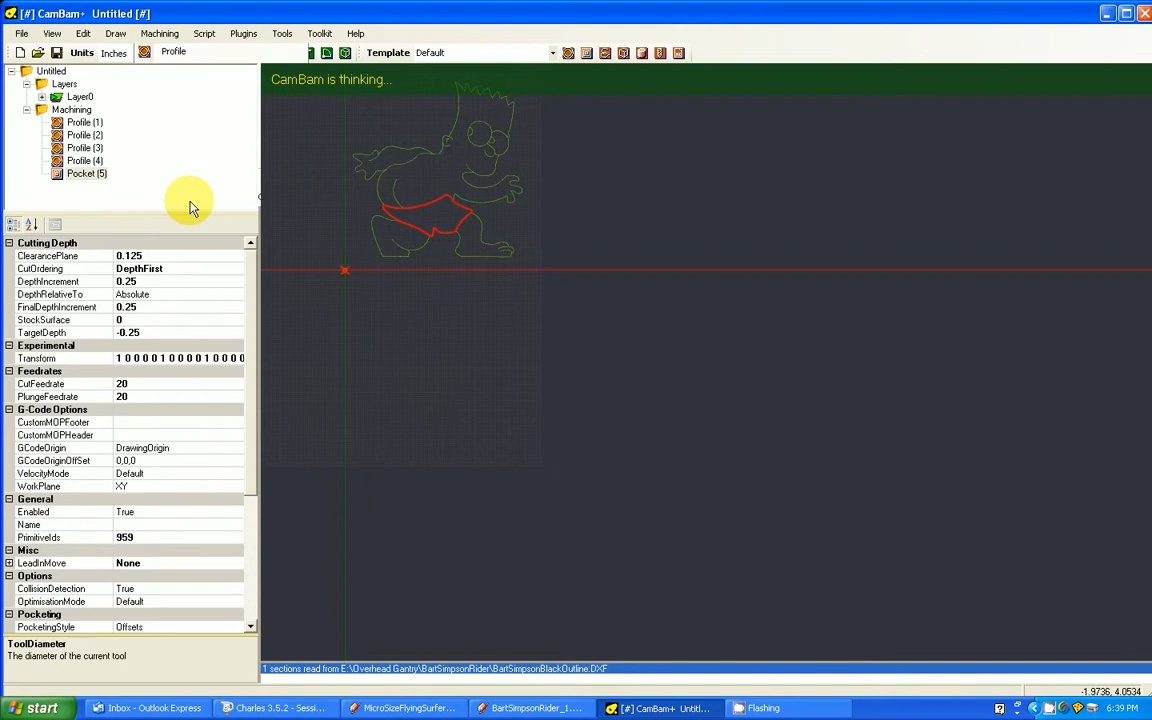 [#] CamBam+  Untitled [#]
File View Edit Draw Machining Script Plugins Tools Toolkit Help
Units Inches Profile Template Default
Untitled
Layers
Layer0
Machining
Profile (1)
Profile (2)
Profile (3)
Profile (4)
Pocket (5)
CamBam is thinking...
Cutting Depth
ClearancePlane 0.125
CutOrdering DepthFirst
DepthIncrement 0.25
DepthRelativeTo Absolute
FinalDepthIncrement 0.25
StockSurface 0
TargetDepth -0.25
Experimental
Transform 1 0 0 0 0 1 0 0 0 0 1 0 0 0 0
Feedrates
CutFeedrate 20
PlungeFeedrate 20
G-Code Options
CustomMOPFooter
CustomMOPHeader
GCodeOrigin DrawingOrigin
GCodeOriginOffSet 0,0,0
VelocityMode Default
WorkPlane XY
General
Enabled True
Name
PrimitiveIds 959
Misc
LeadInMove None
Options
CollisionDetection True
OptimisationMode Default
Pocketing
PocketingStyle Offsets
ToolDiameter
The diameter of the current tool
1 sections read from E:\Overhead Gantry\BartSimpsonRider\BartSimpsonBlackOutline.DXF
-1.9736, 4.0534
start Inbox - Outlook Express Charles 3.5.2 - Sessi... MicroSizeFlyingSurfer... BartSimpsonRider_1.... [#] CamBam+ Untitl... Flashing 6:39 PM